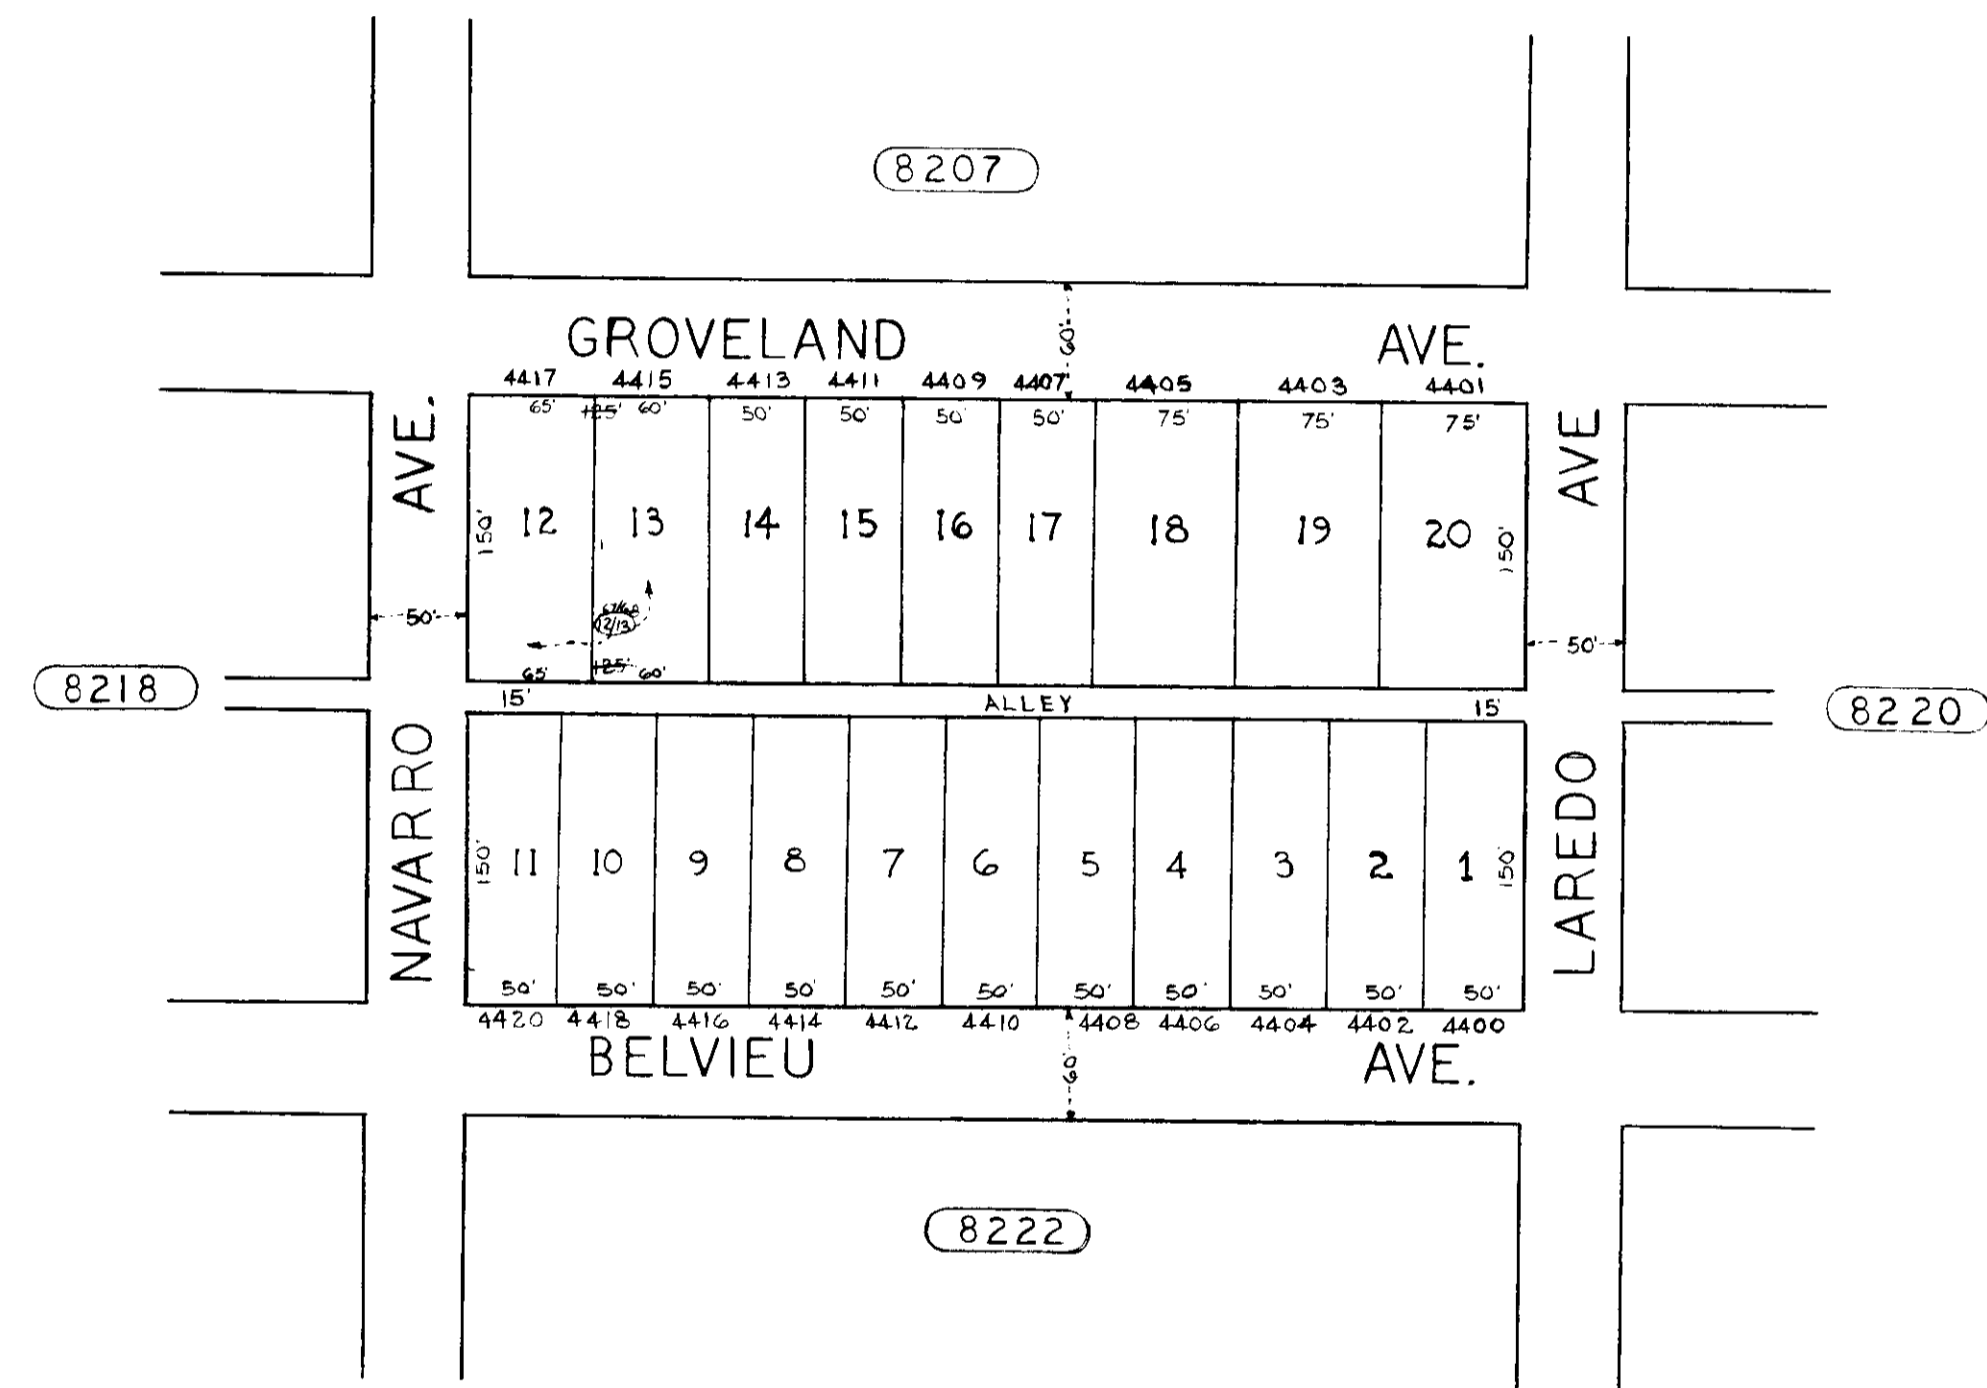 8207
GROVELAND AVE.
60'
4417 4415 4413 4411 4409 4407 4405 4403 4401
65' 125' 60' 50' 50' 50' 50' 75' 75' 75'
AVE.
AVE
150' 12 13 14 15 16 17 18 19 20 150'
12/13
50'
50'
65' 125' 60'
8218
15' ALLEY 15'
8220
NAVARRO
LAREDO
150' 11 10 9 8 7 6 5 4 3 2 1 150'
50' 50' 50' 50' 50' 50' 50' 50' 50' 50' 50'
4420 4418 4416 4414 4412 4410 4408 4406 4404 4402 4400
BELVIEU AVE.
60'
8222